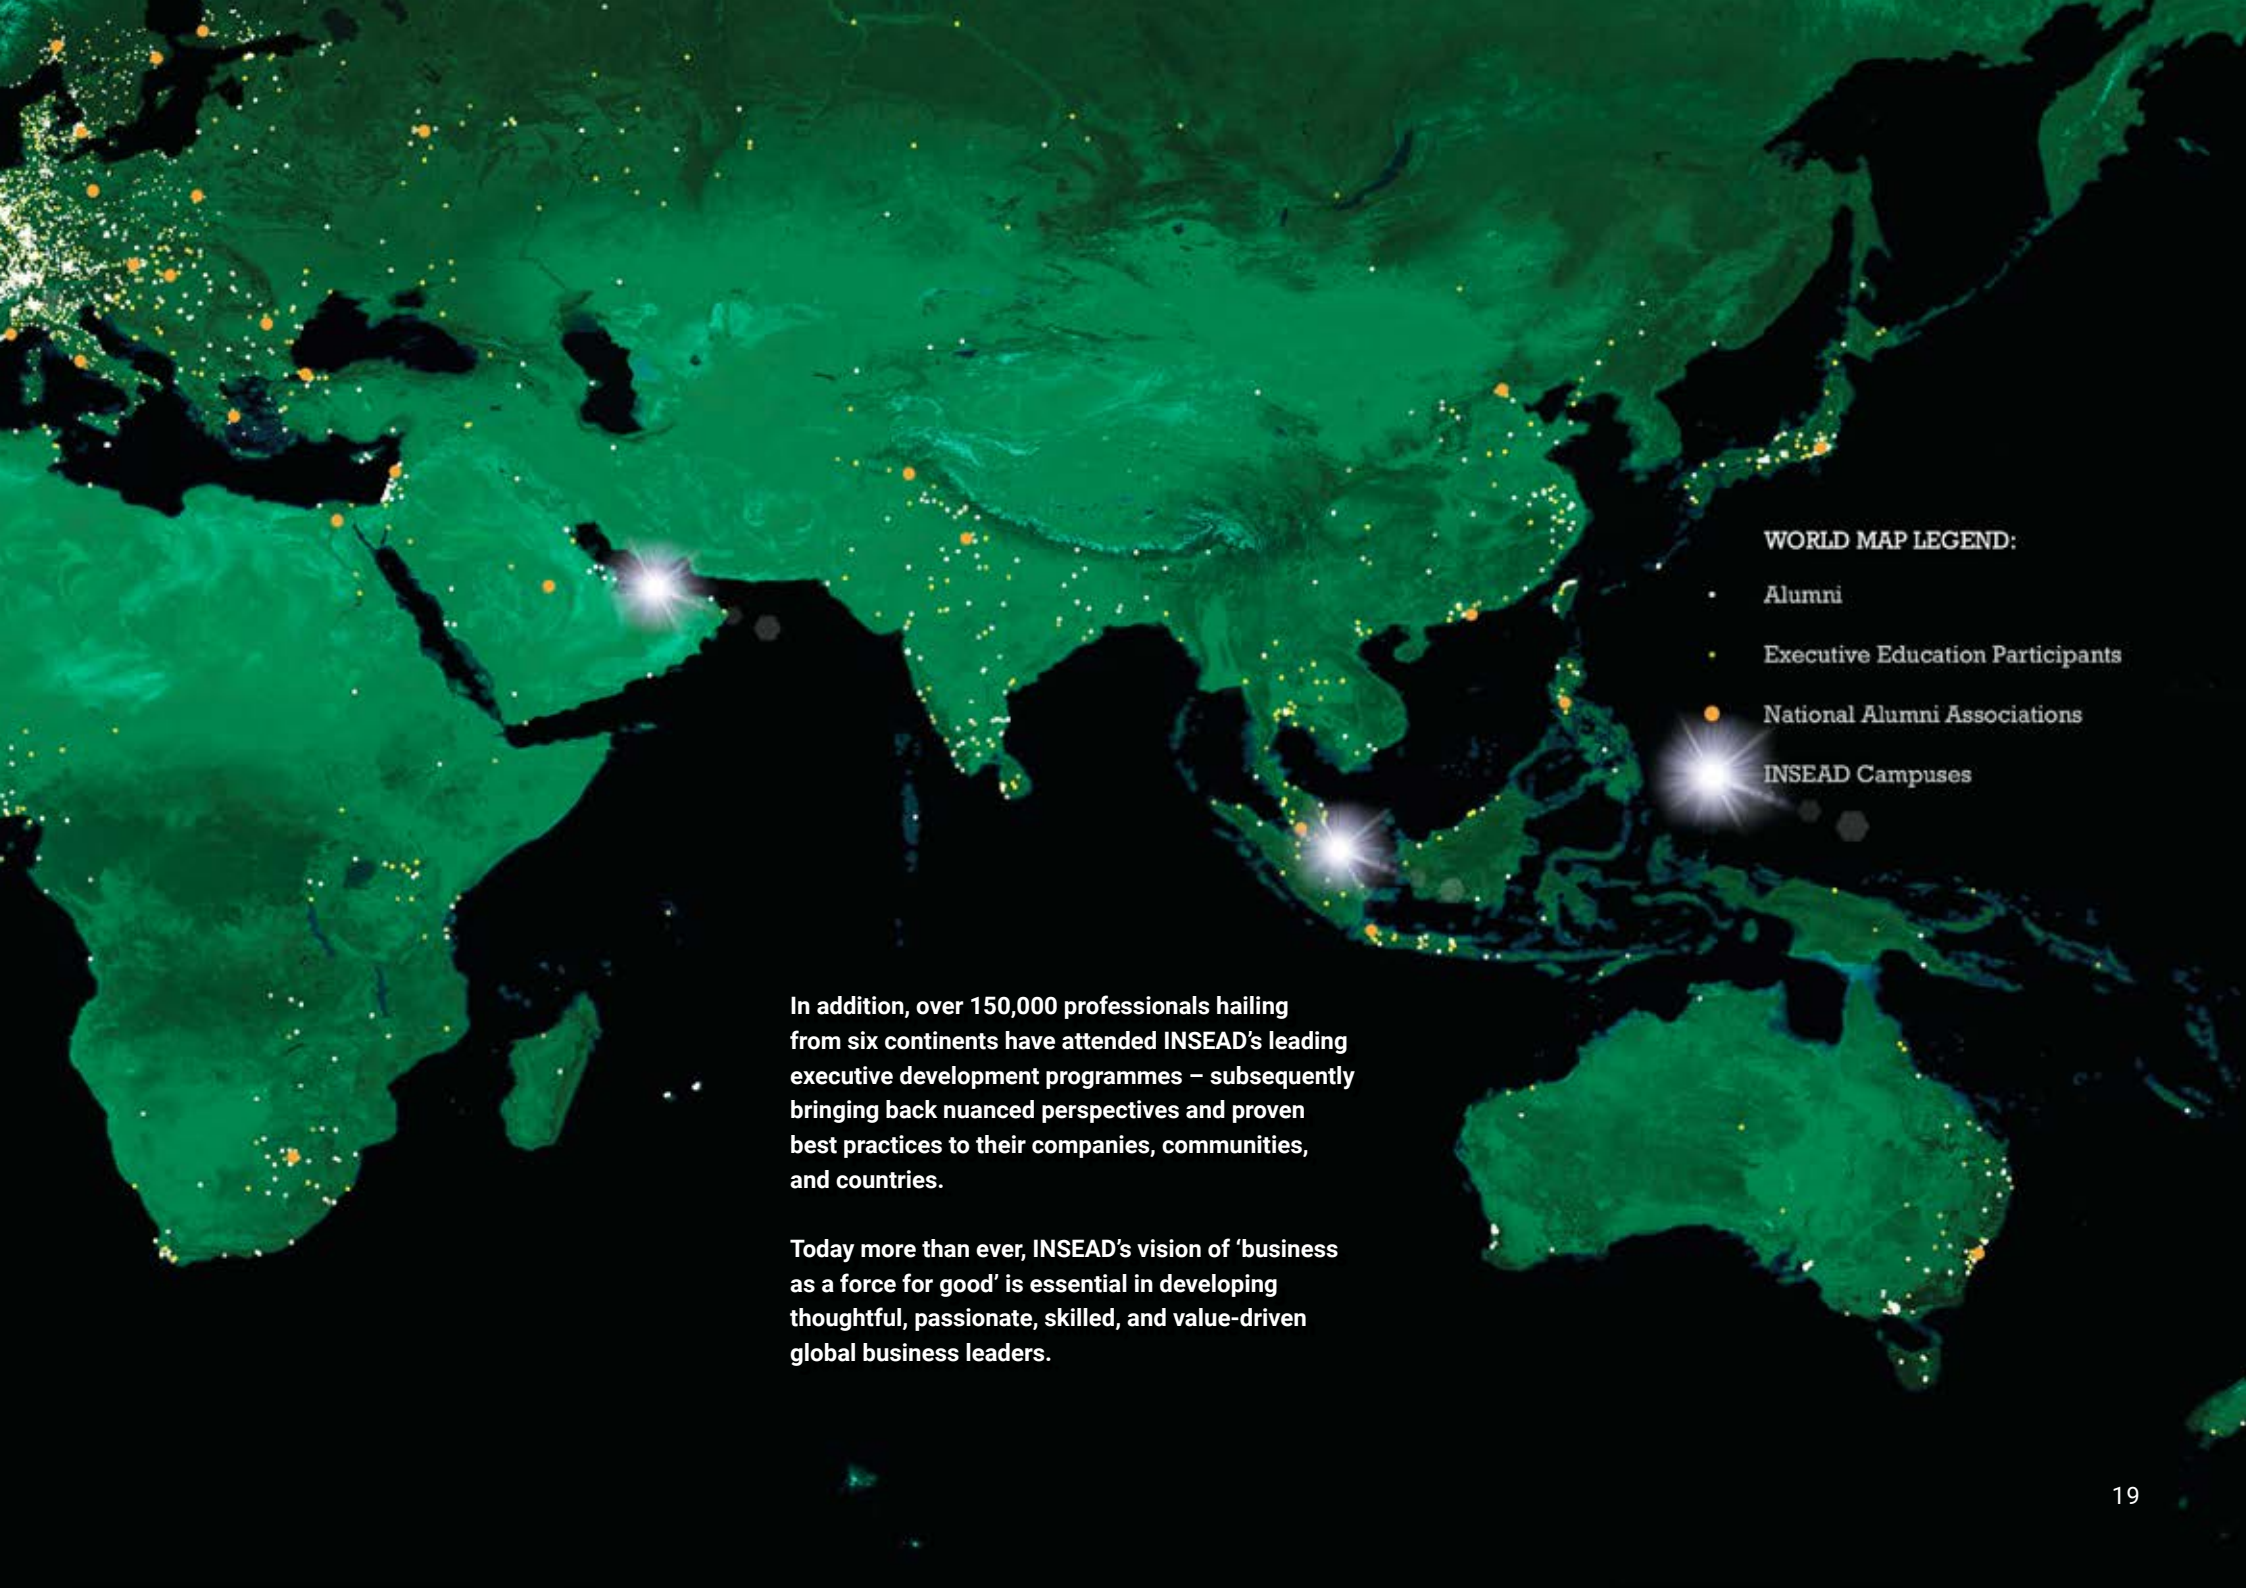 WORLD MAP LEGEND:
Alumni
Executive Education Participants
National Alumni Associations
INSEAD Campuses
In addition, over 150,000 professionals hailing
from six continents have attended INSEAD’s leading
executive development programmes – subsequently
bringing back nuanced perspectives and proven
best practices to their companies, communities,
and countries.
Today more than ever, INSEAD’s vision of ‘business
as a force for good’ is essential in developing
thoughtful, passionate, skilled, and value-driven
global business leaders.
19